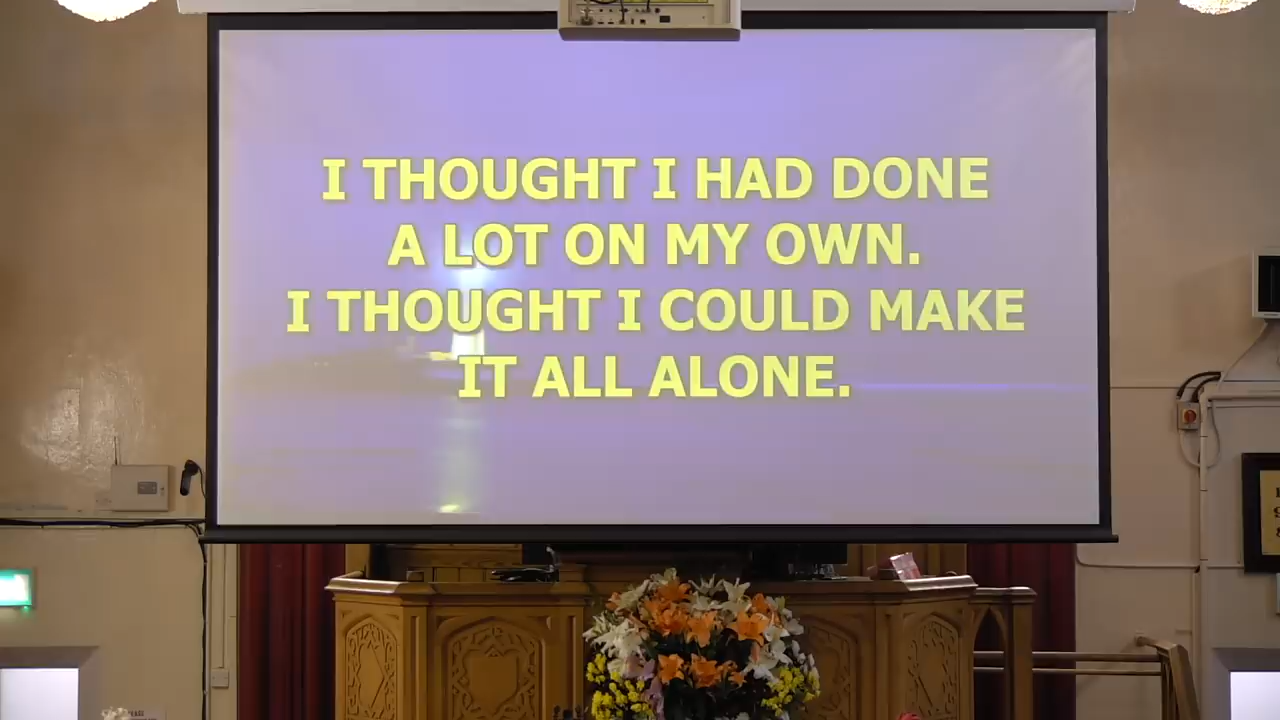 I THOUGHT I HAD DONE
A LOT ON MY OWN.
I THOUGHT I COULD MAKE
IT ALL ALONE.